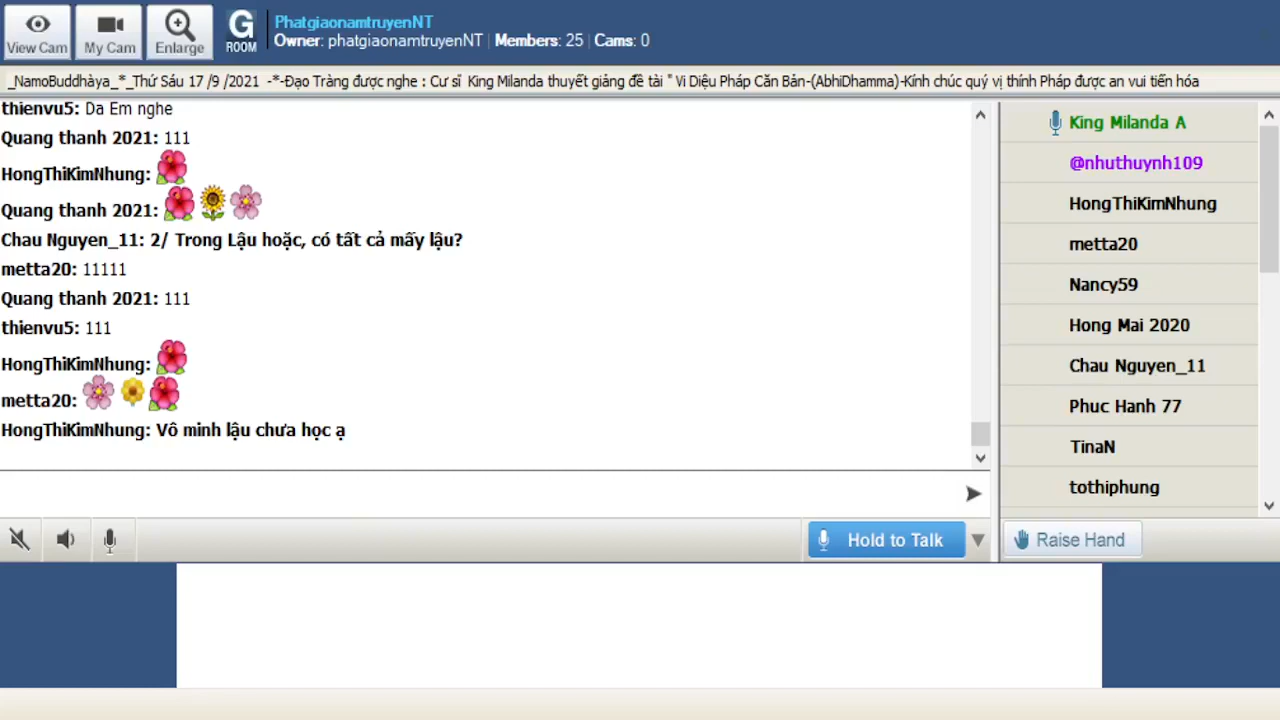 View Cam
My Cam
Enlarge
G
ROOM
PhatgiaonamtruyenNT
Owner: phatgiaonamtruyenNT | Members: 25 | Cams: 0
_NamoBuddhàya_*_Thứ Sáu 17 /9 /2021 -*-Đạo Tràng được nghe : Cư sĩ King Milanda thuyết giảng đề tài " Vi Diệu Pháp Căn Bản-(AbhiDhamma)-Kính chúc quý vị thính Pháp được an vui tiến hóa
thienvu5: Da Em nghe
Quang thanh 2021: 111
HongThiKimNhung:
Quang thanh 2021:
Chau Nguyen_11: 2/ Trong Lậu hoặc, có tất cả mấy lậu?
metta20: 11111
Quang thanh 2021: 111
thienvu5: 111
HongThiKimNhung:
metta20:
HongThiKimNhung: Vô minh lậu chưa học ạ
King Milanda A
@nhuthuynh109
HongThiKimNhung
metta20
Nancy59
Hong Mai 2020
Chau Nguyen_11
Phuc Hanh 77
TinaN
tothiphung
Hold to Talk
Raise Hand